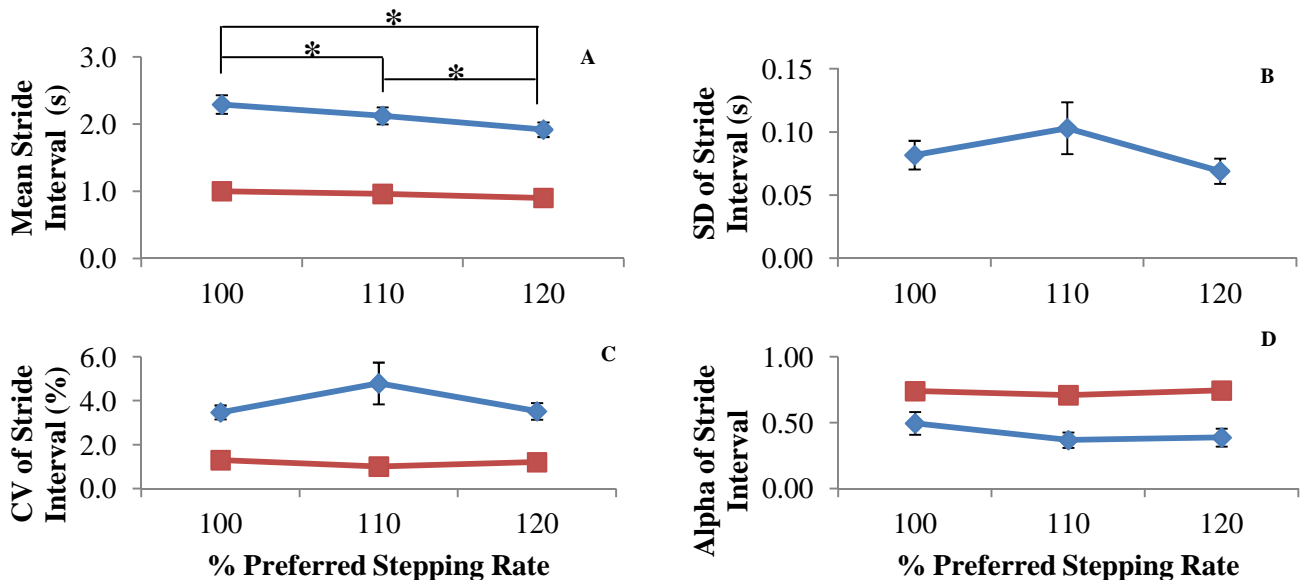 *
*
*
A
3.0
2.0
1.0
0.0
Mean Stride
Interval (s)
100 110 120
B
0.15
0.10
0.05
0.00
SD of Stride
Interval (s)
100 110 120
C
6.0
4.0
2.0
0.0
CV of Stride
Interval (%)
100 110 120
% Preferred Stepping Rate
D
1.00
0.50
0.00
Alpha of Stride
Interval
100 110 120
% Preferred Stepping Rate